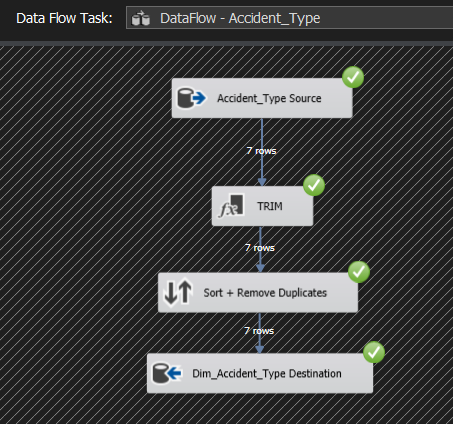 Data Flow Task: DataFlow - Accident_Type
Accident_Type Source
7 rows
fx TRIM
7 rows
Sort + Remove Duplicates
7 rows
Dim_Accident_Type Destination